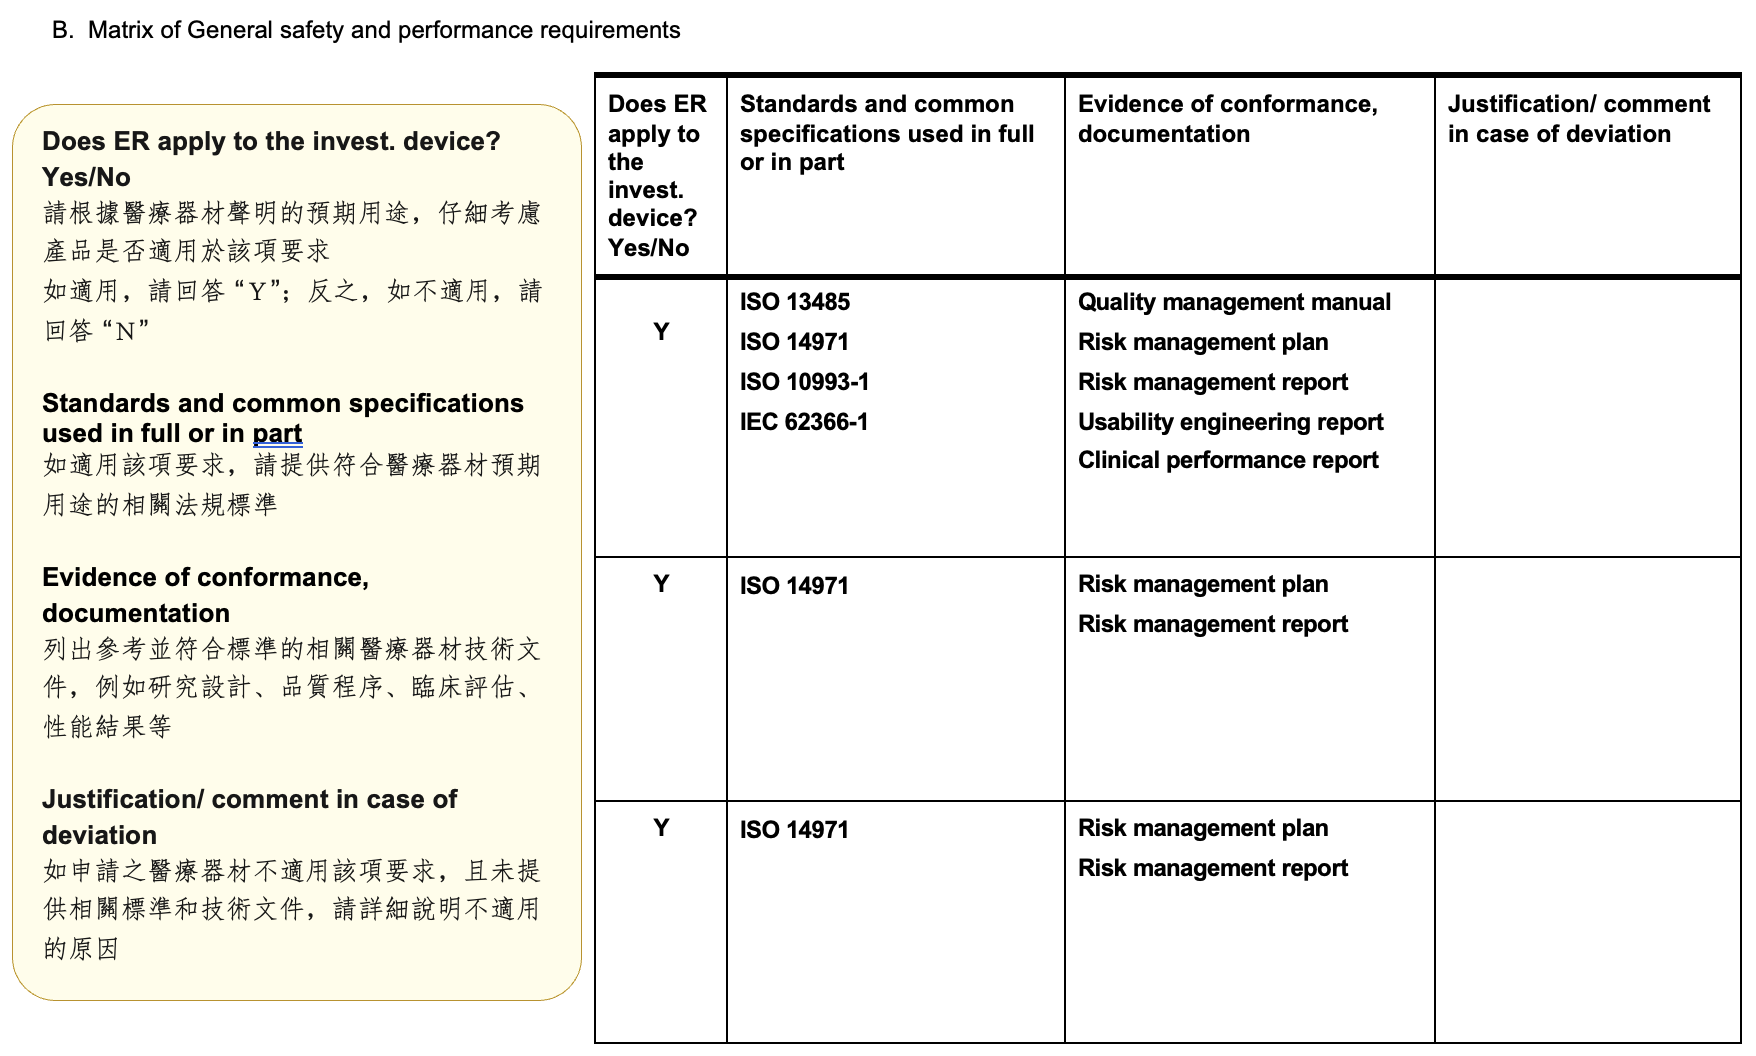 B. Matrix of General safety and performance requirements
Does ER apply to the invest. device?
Yes/No
請根據醫療器材聲明的預期用途，仔細考慮
產品是否適用於該項要求
如適用，請回答 “Y”；反之，如不適用，請
回答 “N”
Standards and common specifications
used in full or in part
如適用該項要求，請提供符合醫療器材預期
用途的相關法規標準
Evidence of conformance,
documentation
列出參考並符合標準的相關醫療器材技術文
件，例如研究設計、品質程序、臨床評估、
性能結果等
Justification/ comment in case of
deviation
如申請之醫療器材不適用該項要求，且未提
供相關標準和技術文件，請詳細說明不適用
的原因
Does ER
apply to
the
invest.
device?
Yes/No
Standards and common
specifications used in full
or in part
Evidence of conformance,
documentation
Justification/ comment
in case of deviation
Y
ISO 13485
ISO 14971
ISO 10993-1
IEC 62366-1
Quality management manual
Risk management plan
Risk management report
Usability engineering report
Clinical performance report
Y
ISO 14971
Risk management plan
Risk management report
Y
ISO 14971
Risk management plan
Risk management report